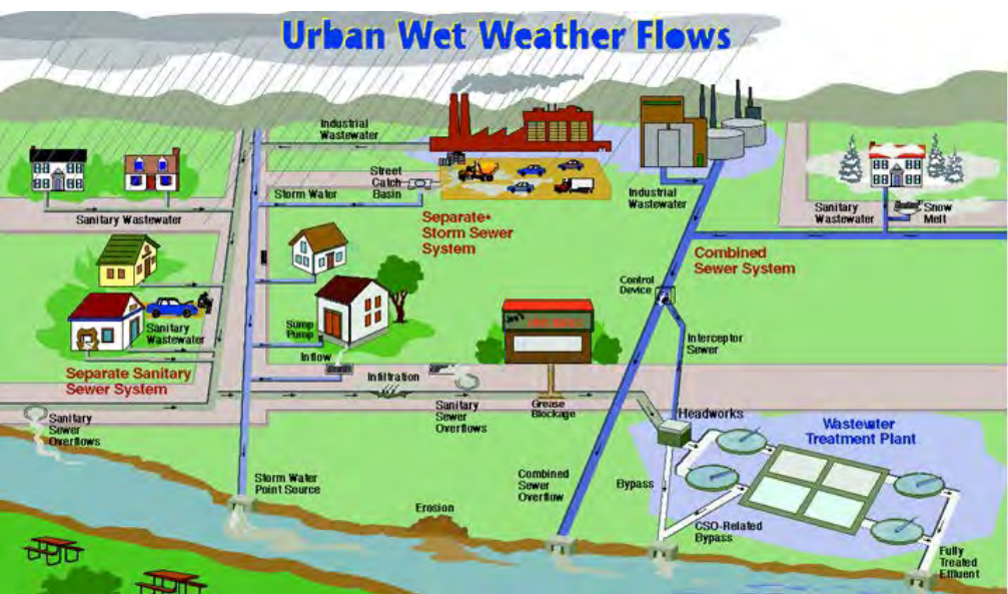 Urban Wet Weather Flows
Industrial
Wastewater
Street
Catch
Basin
Storm Water
Separate
Storm Sewer
System
Industrial
Wastewater
Sanitary
Wastewater
Snow
Melt
Sanitary Wastewater
Combined
Sewer System
Control
Device
Sanitary
Wastewater
Sump
Pump
Inflow
Interceptor
Sewer
Separate Sanitary
Sewer System
Infiltration
Sanitary
Sewer
Overflows
Sanitary
Sewer
Overflows
Grease
Blockage
Headworks
Wastewater
Treatment Plant
Storm Water
Point Source
Combined
Sewer
Overflow
Bypass
Erosion
CSO-Related
Bypass
Fully
Treated
Effluent